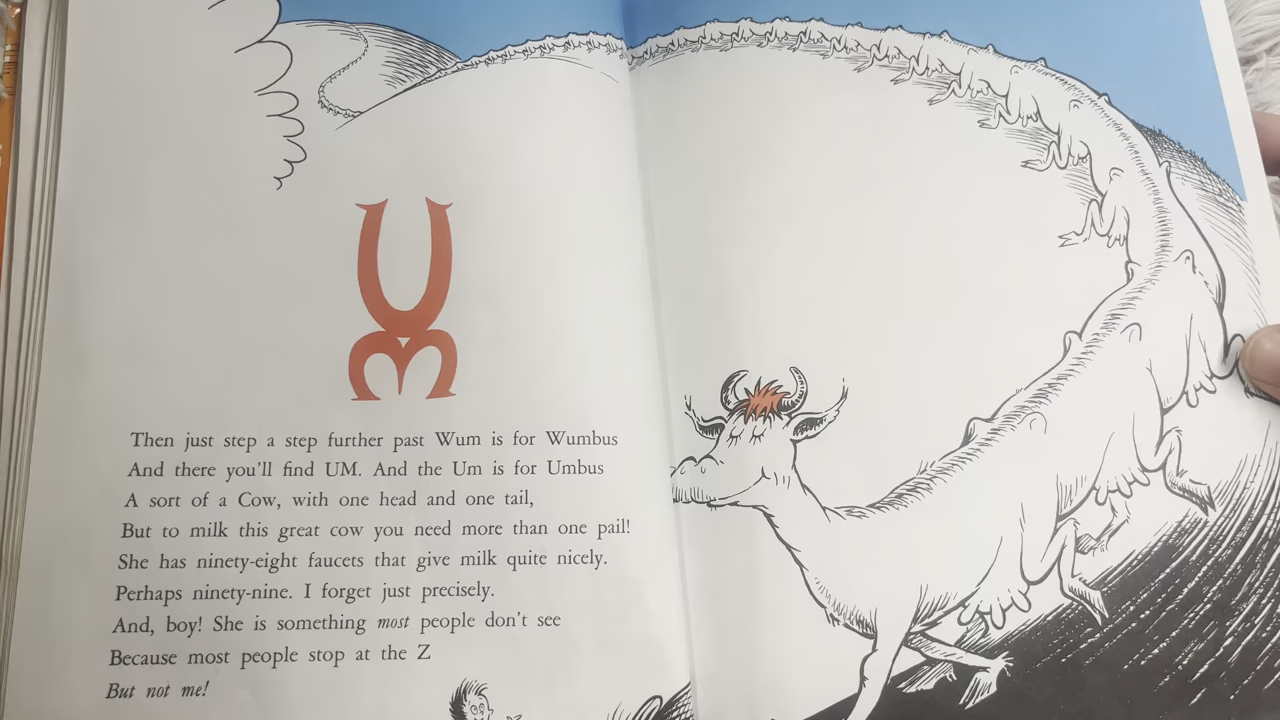 Then just step a step further past Wum is for Wumbus
And there you'll find UM. And the Um is for Umbus
A sort of a Cow, with one head and one tail,
But to milk this great cow you need more than one pail!
She has ninety-eight faucets that give milk quite nicely.
Perhaps ninety-nine. I forget just precisely.
And, boy! She is something most people don't see
Because most people stop at the Z
But not me!